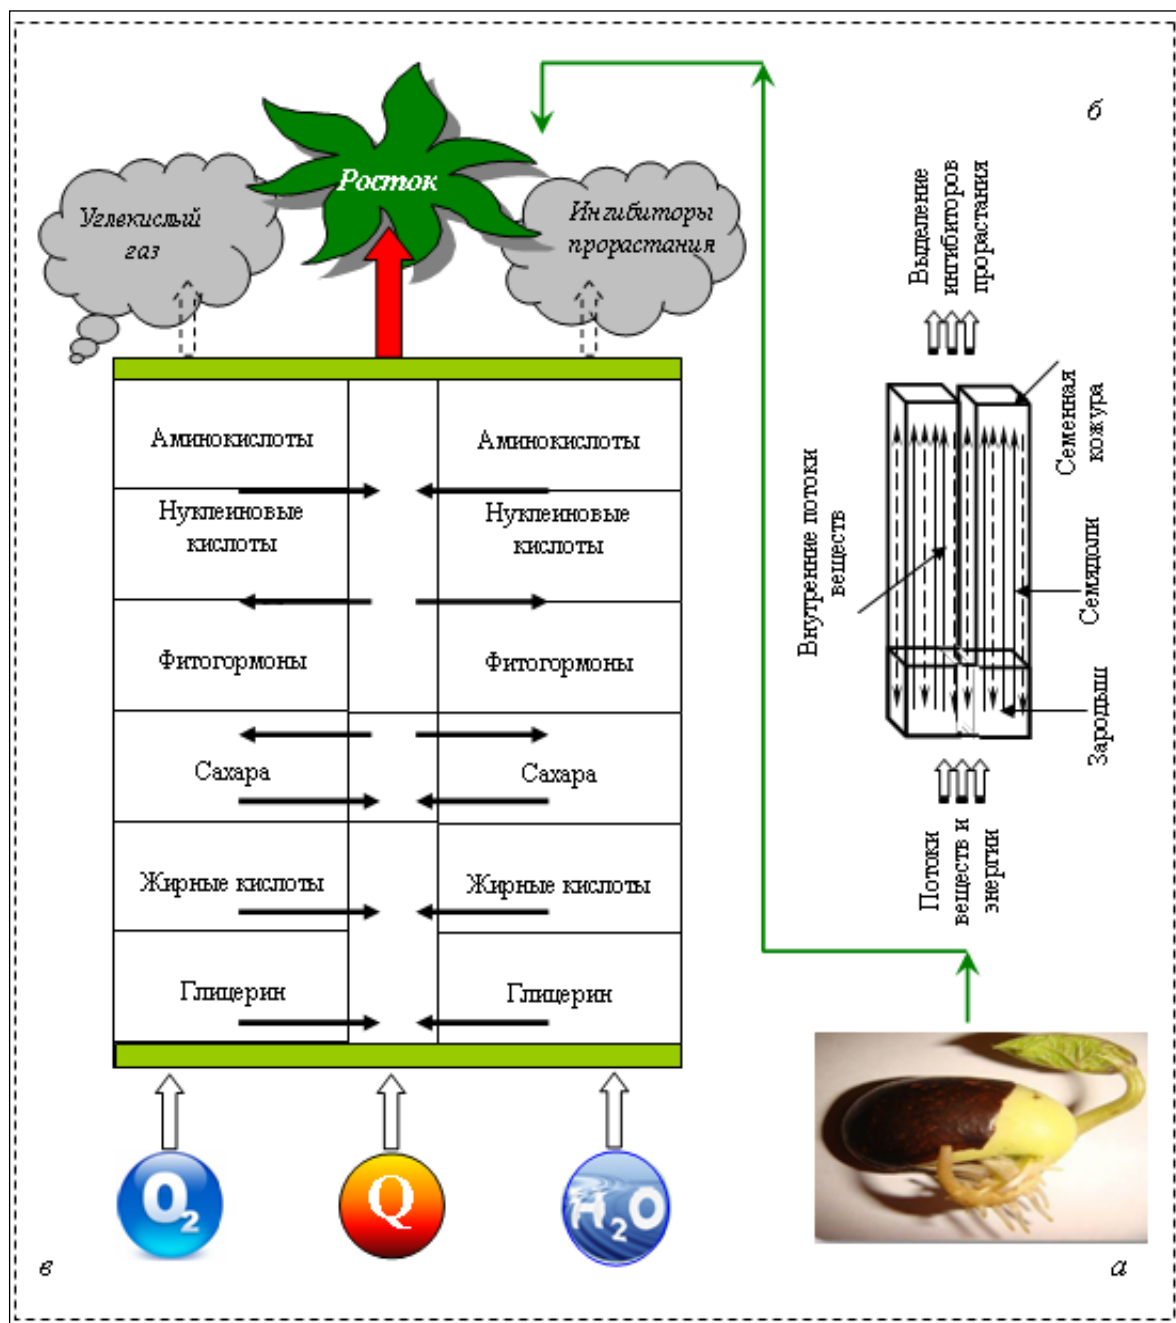 б
Росток
Углекислый
газ
Ингибиторы
прорастания
Аминокислоты
Аминокислоты
Нуклеиновые
кислоты
Нуклеиновые
кислоты
Фитогормоны
Фитогормоны
Сахара
Сахара
Жирные кислоты
Жирные кислоты
Глицерин
Глицерин
O2
Q
H2O
в
Выделение
ингибиторов
прорастания
Семенная
кожура
Внутренние потоки
веществ
Семядоли
Зародыш
Потоки
веществ и
энергии
а